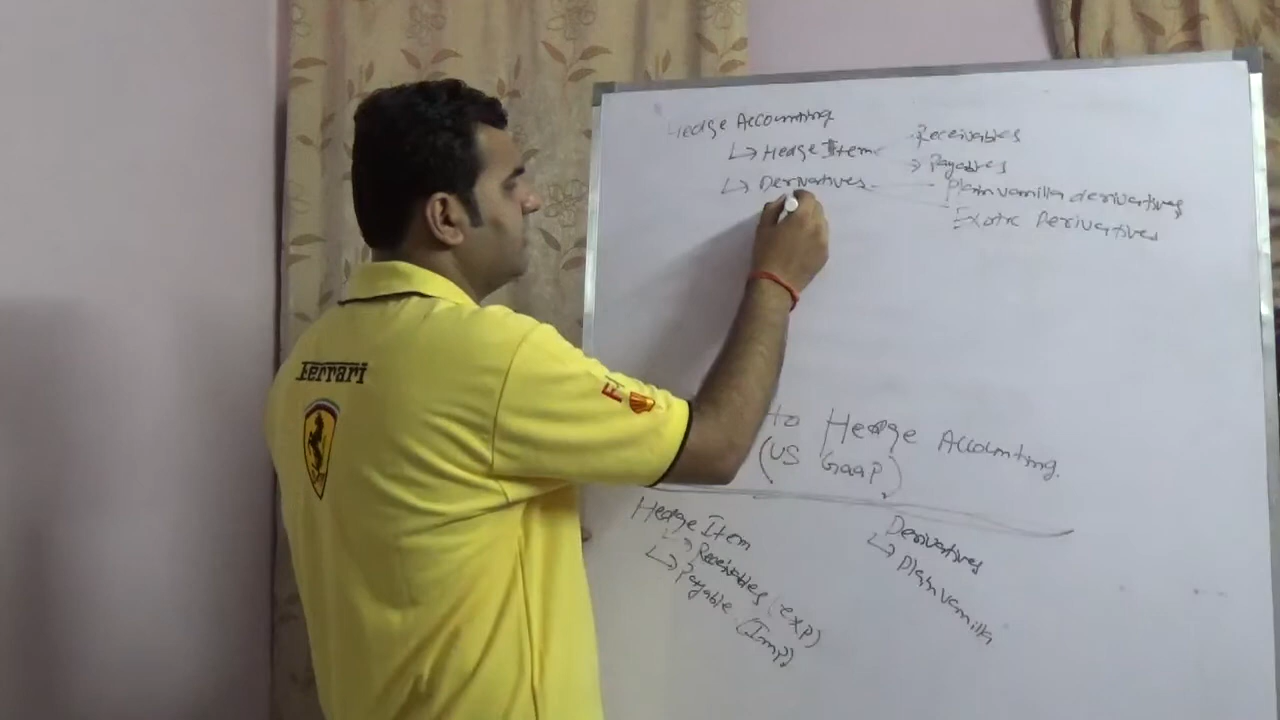 Hedge Accounting
↳ Hedge Item Receivables
→ Payables
↳ Derivatives Plain vanilla derivatives
Exotic Derivatives
to Hedge Accounting.
(US GaaP)
Hedge Item
↳ Receivables (exp)
↳ Payable (Imp)
Derivatives
↳ Plain vanilla
Ferrari